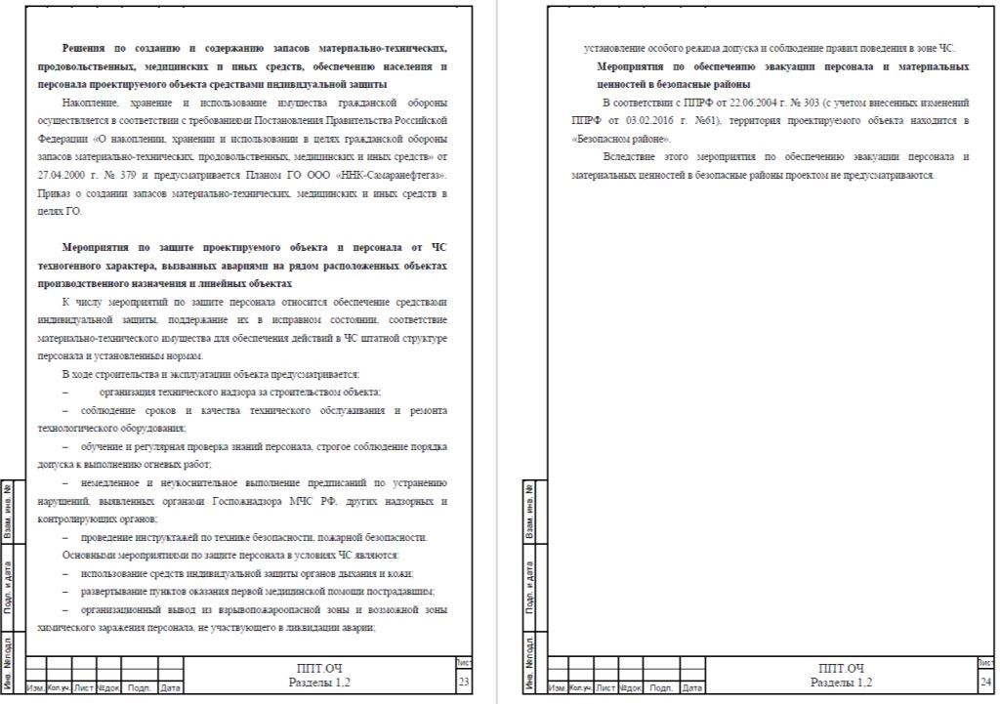 Решения по созданию и содержанию запасов материально-технических,
продовольственных, медицинских и иных средств, обеспечению населения и
персонала проектируемого объекта средствами индивидуальной защиты
Накопление, хранение и использование имущества гражданской обороны
осуществляется в соответствии с требованиями Постановления Правительства Российской
Федерации «О накоплении, хранении и использовании в целях гражданской обороны
запасов материально-технических, продовольственных, медицинских и иных средств» от
27.04.2000 г. № 379 и предусматривается Планом ГО ООО «ННК-Самаранефтегаз».
Приказ о создании запасов материально-технических, медицинских и иных средств в
целях ГО.
Мероприятия по защите проектируемого объекта и персонала от ЧС
техногенного характера, вызванных авариями на рядом расположенных объектах
производственного назначения и линейных объектах
К числу мероприятий по защите персонала относится обеспечение средствами
индивидуальной защиты, поддержание их в исправном состоянии, соответствие
материально-технического имущества для обеспечения действий в ЧС штатной структуре
персонала и установленным нормам.
В ходе строительства и эксплуатации объекта предусматривается:
– организация технического надзора за строительством объекта;
– соблюдение сроков и качества технического обслуживания и ремонта
технологического оборудования;
– обучение и регулярная проверка знаний персонала, строгое соблюдение порядка
допуска к выполнению огневых работ;
– немедленное и неукоснительное выполнение предписаний по устранению
нарушений, выявленных органами Госпожнадзора МЧС РФ, других надзорных и
контролирующих органов;
– проведение инструктажей по технике безопасности, пожарной безопасности.
Основными мероприятиями по защите персонала в условиях ЧС являются:
– использование средств индивидуальной защиты органов дыхания и кожи;
– развертывание пунктов оказания первой медицинской помощи пострадавшим;
– организационный вывод из взрывопожароопасной зоны и возможной зоны
химического заражения персонала, не участвующего в ликвидации аварии;
Взам. инв. №
Подп. и дата
Инв. №подл.
Изм. Кол.уч. Лист №док. Подп. Дата
ППТ.ОЧ
Разделы 1,2
Лист
23
установление особого режима допуска и соблюдение правил поведения в зоне ЧС.
Мероприятия по обеспечению эвакуации персонала и материальных
ценностей в безопасные районы
В соответствии с ППРФ от 22.06.2004 г. № 303 (с учетом внесенных изменений
ППРФ от 03.02.2016 г. №61), территория проектируемого объекта находится в
«Безопасном районе».
Вследствие этого мероприятия по обеспечению эвакуации персонала и
материальных ценностей в безопасные районы проектом не предусматриваются.
Взам. инв. №
Подп. и дата
Инв. №подл.
Изм. Кол.уч. Лист №док. Подп. Дата
ППТ.ОЧ
Разделы 1,2
Лист
24